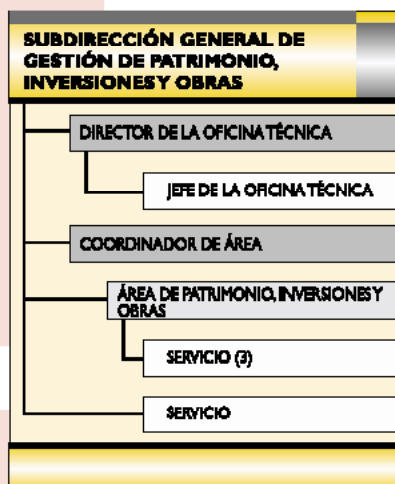 SUBDIRECCIÓN GENERAL DE
GESTIÓN DE PATRIMONIO,
INVERSIONES Y OBRAS
DIRECTOR DE LA OFICINA TÉCNICA
JEFE DE LA OFICINA TÉCNICA
COORDINADOR DE ÁREA
ÁREA DE PATRIMONIO, INVERSIONES Y
OBRAS
SERVICIO (3)
SERVICIO